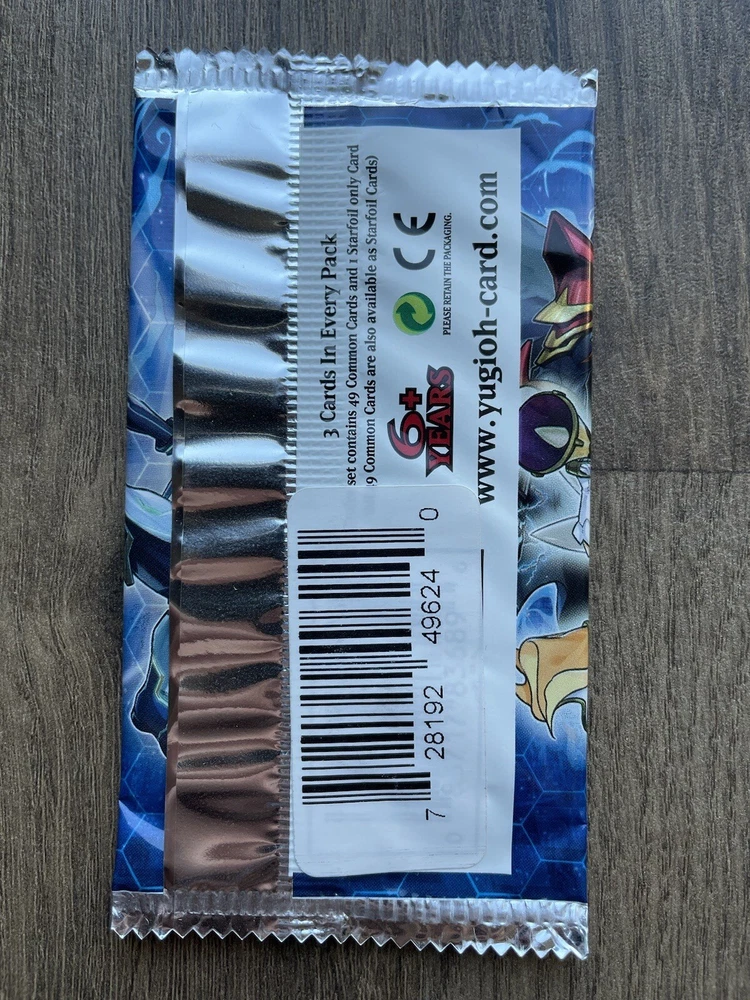 3 Cards In Every Pack
set contains 49 Common Cards and 1 Starfoil only Card
9 Common Cards are also available as Starfoil Cards)
6+
YEARS
CE
PLEASE RETAIN THE PACKAGING.
www.yugioh-card.com
7 28192 49624 0